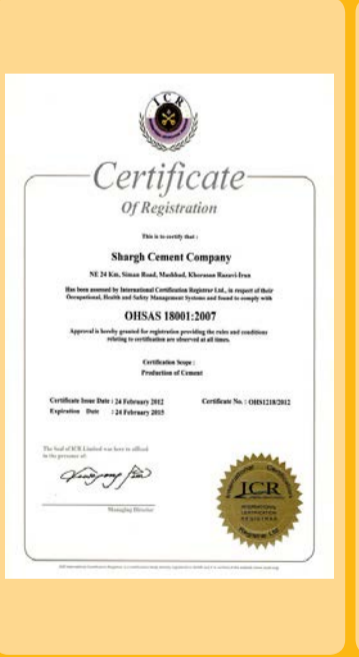 ICR
Certificate
Of Registration
This is to certify that :
Shargh Cement Company
NE 24 Km, Siman Road, Mashhad, Khorasan Razavi-Iran
Has been assessed by International Certification Registrar Ltd., in respect of their
Occupational, Health and Safety Management Systems and found to comply with
OHSAS 18001:2007
Approval is hereby granted for registration providing the rules and conditions
relating to certification are observed at all times.
Certification Scope :
Production of Cement
Certificate Issue Date : 24 February 2012 Certificate No. : OHS1218/2012
Expiration Date : 24 February 2015
The Seal of ICR Limited was here to affixed
in the presence of:
Managing Director
ICR
INTERNATIONAL
CERTIFICATION
REGISTRAR